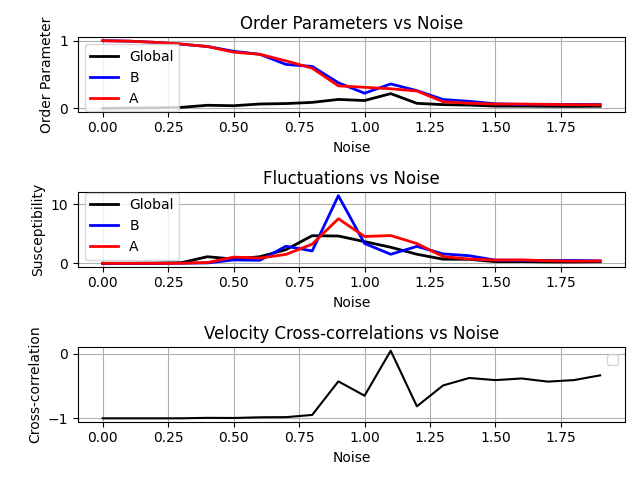 Order Parameters vs Noise
Order Parameter
1
0
Global
B
A
0.00 0.25 0.50 0.75 1.00 1.25 1.50 1.75
Noise
Fluctuations vs Noise
Susceptibility
10
0
Global
B
A
0.00 0.25 0.50 0.75 1.00 1.25 1.50 1.75
Noise
Velocity Cross-correlations vs Noise
Cross-correlation
0
−1
0.00 0.25 0.50 0.75 1.00 1.25 1.50 1.75
Noise